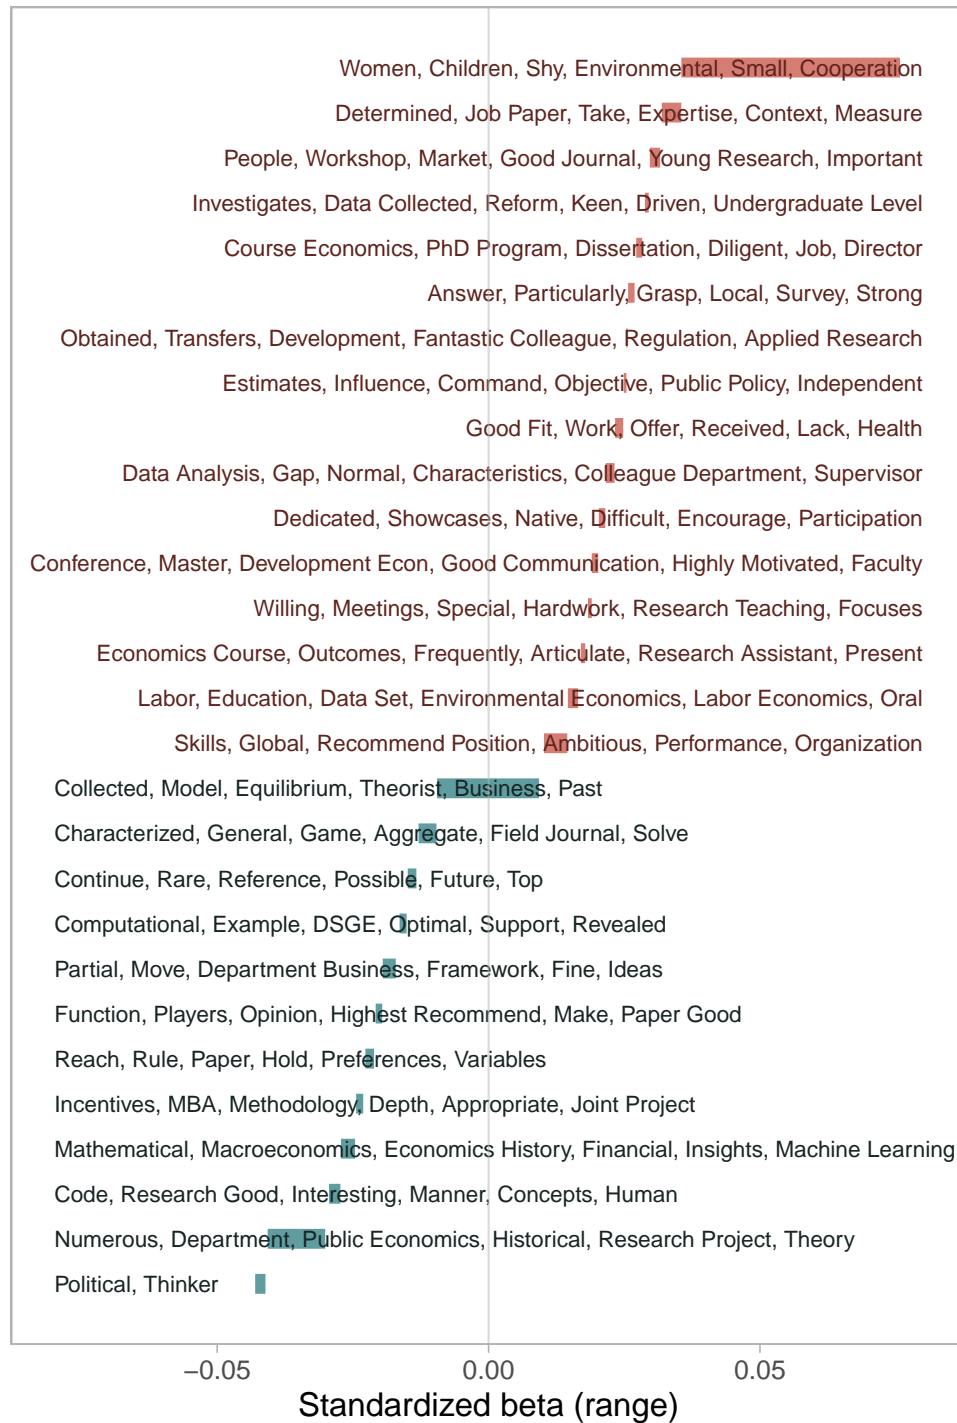 Women, Children, Shy, Environmental, Small, Cooperation
Determined, Job Paper, Take, Expertise, Context, Measure
People, Workshop, Market, Good Journal, Young Research, Important
Investigates, Data Collected, Reform, Keen, Driven, Undergraduate Level
Course Economics, PhD Program, Dissertation, Diligent, Job, Director
Answer, Particularly, Grasp, Local, Survey, Strong
Obtained, Transfers, Development, Fantastic Colleague, Regulation, Applied Research
Estimates, Influence, Command, Objective, Public Policy, Independent
Good Fit, Work, Offer, Received, Lack, Health
Data Analysis, Gap, Normal, Characteristics, Colleague Department, Supervisor
Dedicated, Showcases, Native, Difficult, Encourage, Participation
Conference, Master, Development Econ, Good Communication, Highly Motivated, Faculty
Willing, Meetings, Special, Hardwork, Research Teaching, Focuses
Economics Course, Outcomes, Frequently, Articulate, Research Assistant, Present
Labor, Education, Data Set, Environmental Economics, Labor Economics, Oral
Skills, Global, Recommend Position, Ambitious, Performance, Organization
Collected, Model, Equilibrium, Theorist, Business, Past
Characterized, General, Game, Aggregate, Field Journal, Solve
Continue, Rare, Reference, Possible, Future, Top
Computational, Example, DSGE, Optimal, Support, Revealed
Partial, Move, Department Business, Framework, Fine, Ideas
Function, Players, Opinion, Highest Recommend, Make, Paper Good
Reach, Rule, Paper, Hold, Preferences, Variables
Incentives, MBA, Methodology, Depth, Appropriate, Joint Project
Mathematical, Macroeconomics, Economics History, Financial, Insights, Machine Learning
Code, Research Good, Interesting, Manner, Concepts, Human
Numerous, Department, Public Economics, Historical, Research Project, Theory
Political, Thinker
−0.05 0.00 0.05
Standardized beta (range)